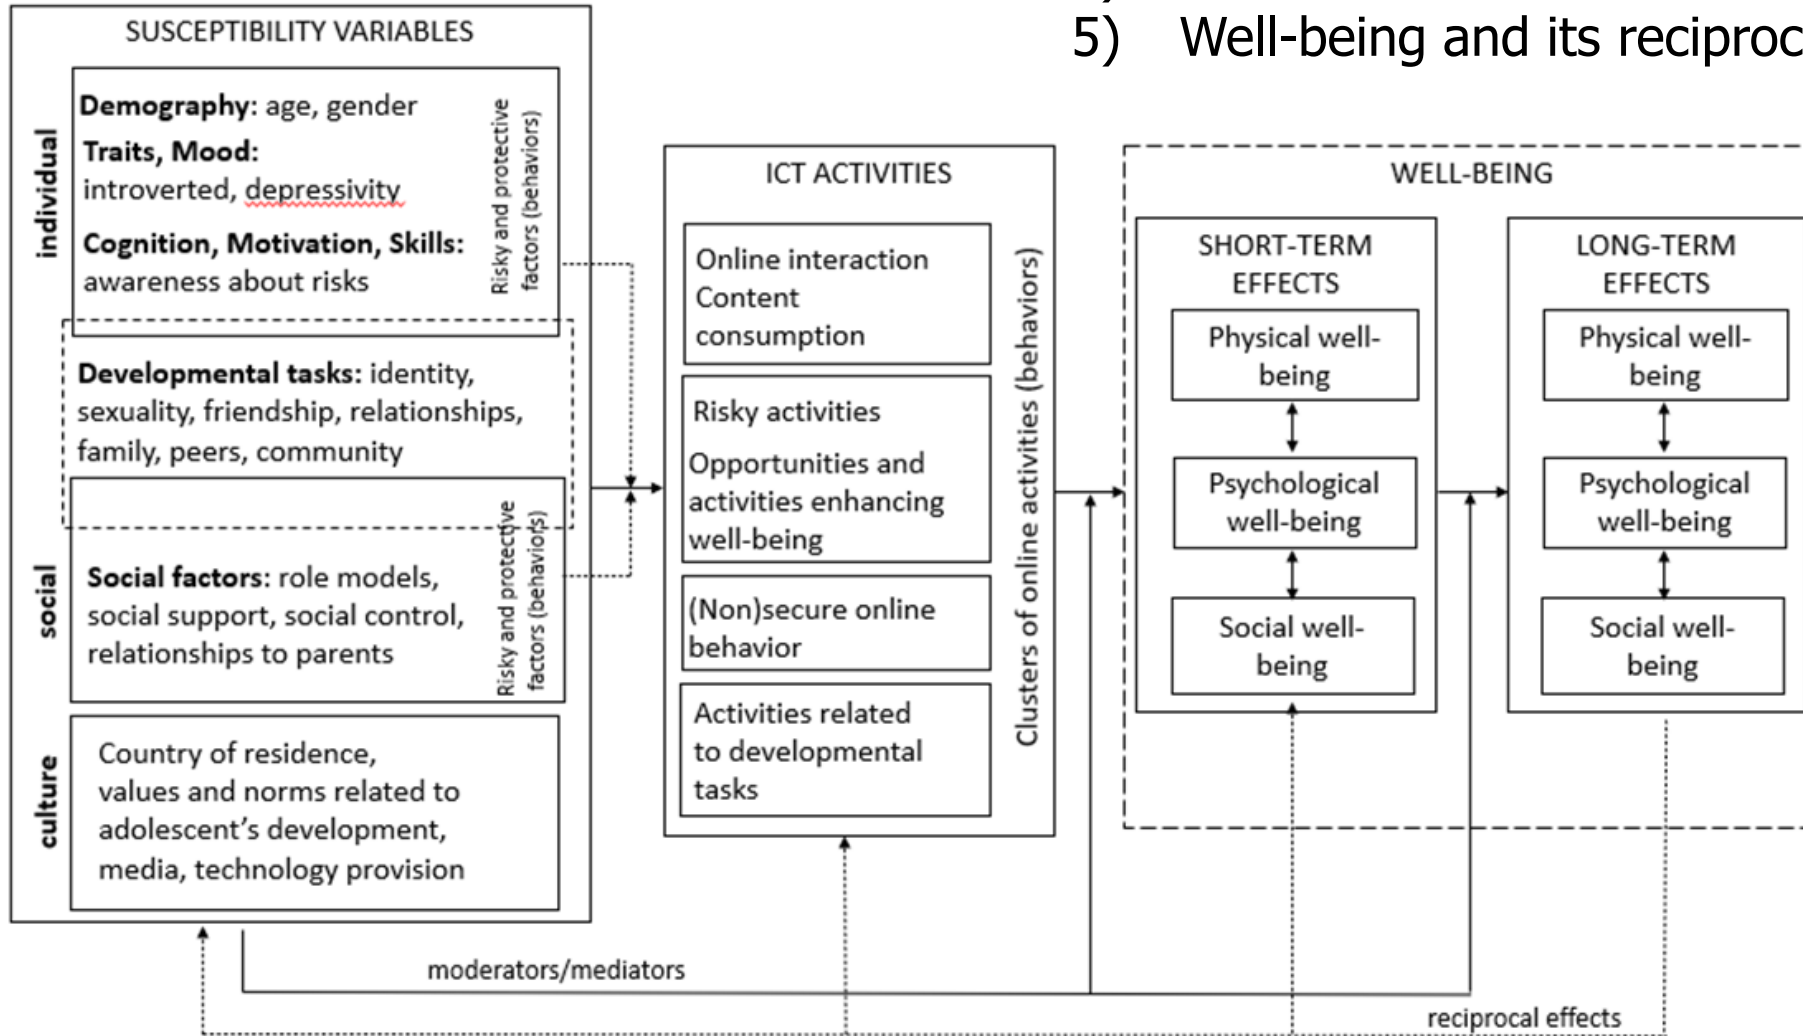 5) Well-being and its reciproc
SUSCEPTIBILITY VARIABLES
individual
Demography: age, gender
Traits, Mood:
introverted, depressivity
Cognition, Motivation, Skills:
awareness about risks
Risky and protective
factors (behaviors)
Developmental tasks: identity,
sexuality, friendship, relationships,
family, peers, community
social
Social factors: role models,
social support, social control,
relationships to parents
Risky and protective
factors (behaviors)
culture
Country of residence,
values and norms related to
adolescent’s development,
media, technology provision
ICT ACTIVITIES
Online interaction
Content
consumption
Risky activities
Opportunities and
activities enhancing
well-being
(Non)secure online
behavior
Activities related
to developmental
tasks
Clusters of online activities (behaviors)
WELL-BEING
SHORT-TERM
EFFECTS
Physical well-
being
Psychological
well-being
Social well-
being
LONG-TERM
EFFECTS
Physical well-
being
Psychological
well-being
Social well-
being
moderators/mediators
reciprocal effects